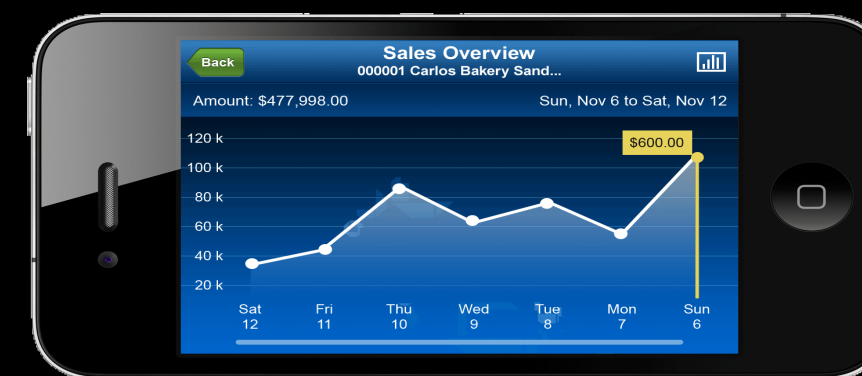 Back
Sales Overview
000001 Carlos Bakery Sand...
Amount: $477,998.00
Sun, Nov 6 to Sat, Nov 12
120 k
$600.00
100 k
80 k
60 k
40 k
20 k
Sat Fri Thu Wed Tue Mon Sun
12 11 10 9 8 7 6